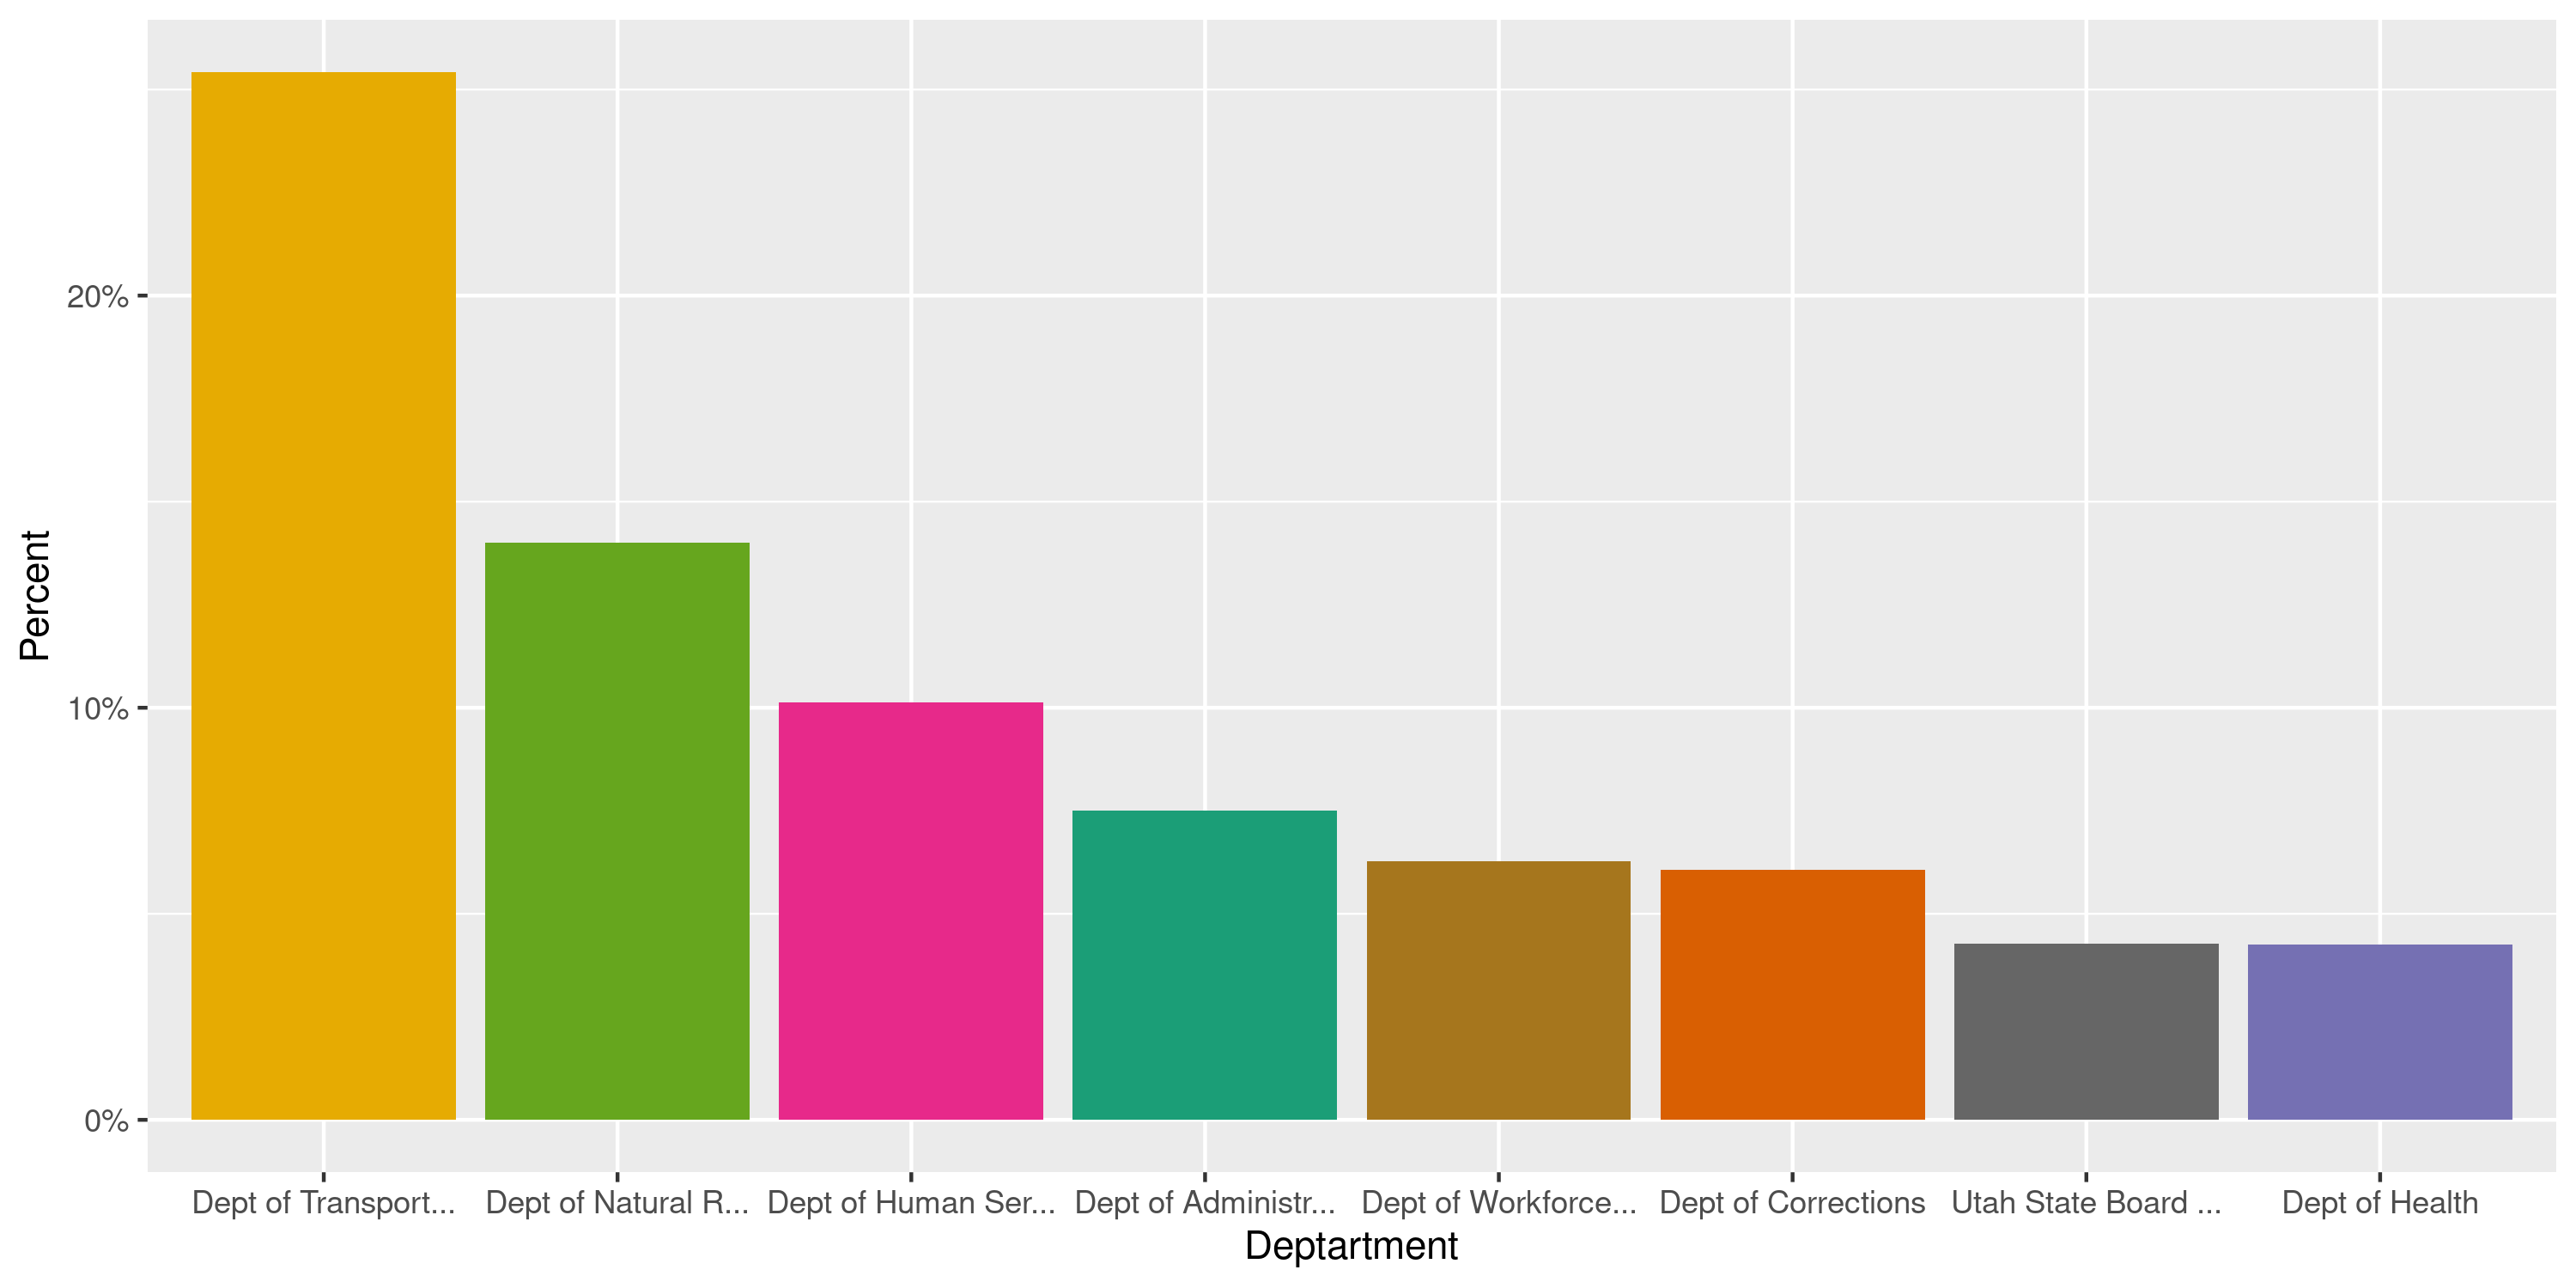 Percent
20%
10%
0%
Dept of Transport...
Dept of Natural R...
Dept of Human Ser...
Dept of Administr...
Dept of Workforce...
Dept of Corrections
Utah State Board ...
Dept of Health
Deptartment